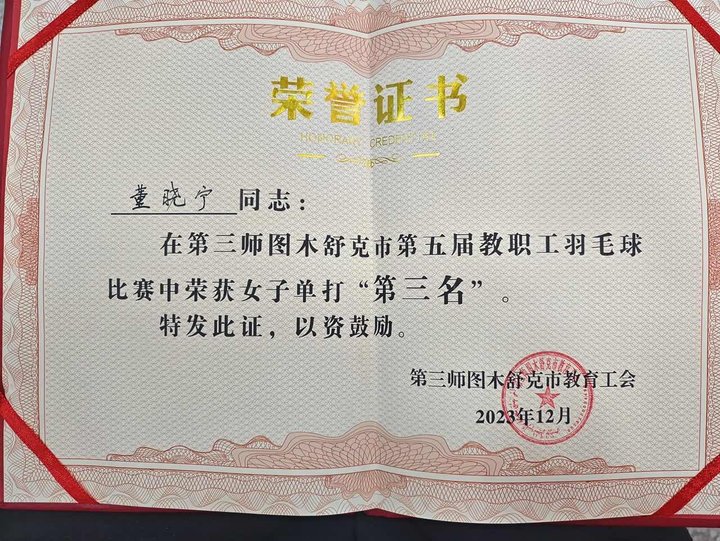 荣誉证书
HONORARY CREDENTIAL
董晓宁 同志：
在第三师图木舒克市第五届教职工羽毛球
比赛中荣获女子单打“第三名”。
特发此证，以资鼓励。
第三师图木舒克市教育工会
2023年12月